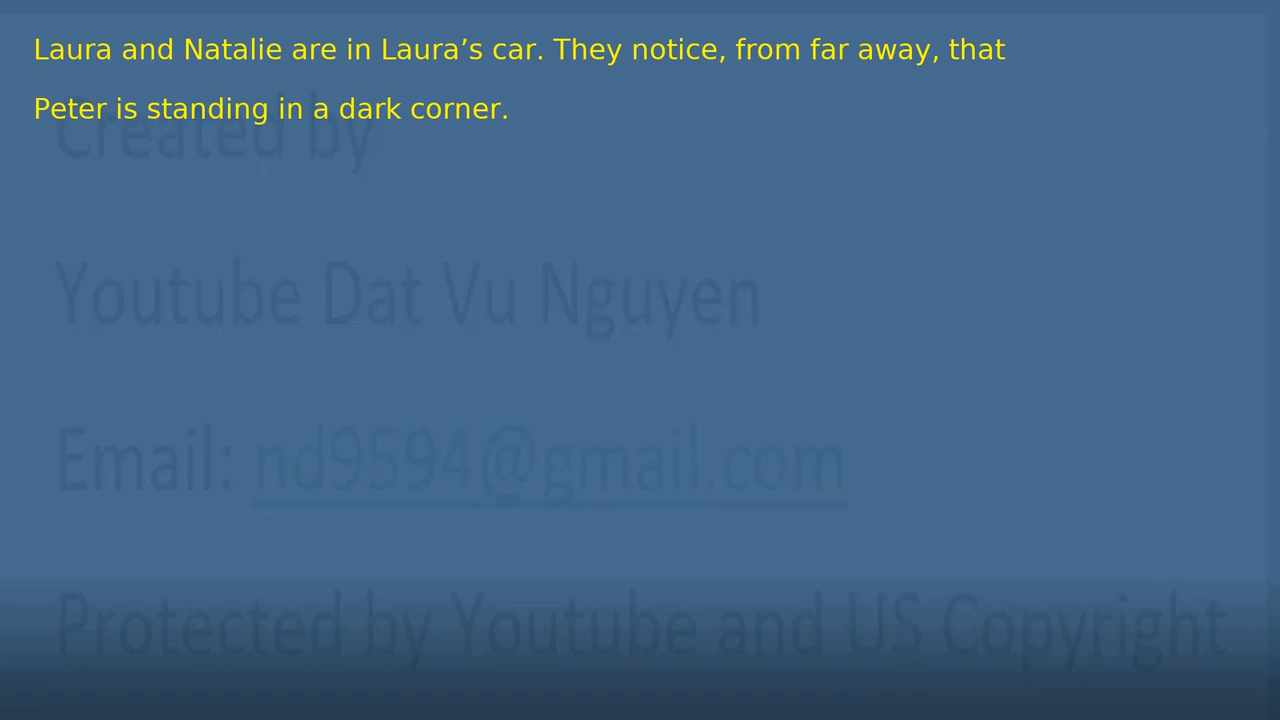 Laura and Natalie are in Laura’s car. They notice, from far away, that
Peter is standing in a dark corner.
Created by
Youtube Dat Vu Nguyen
Email: nd9594@gmail.com
Protected by Youtube and US Copyright